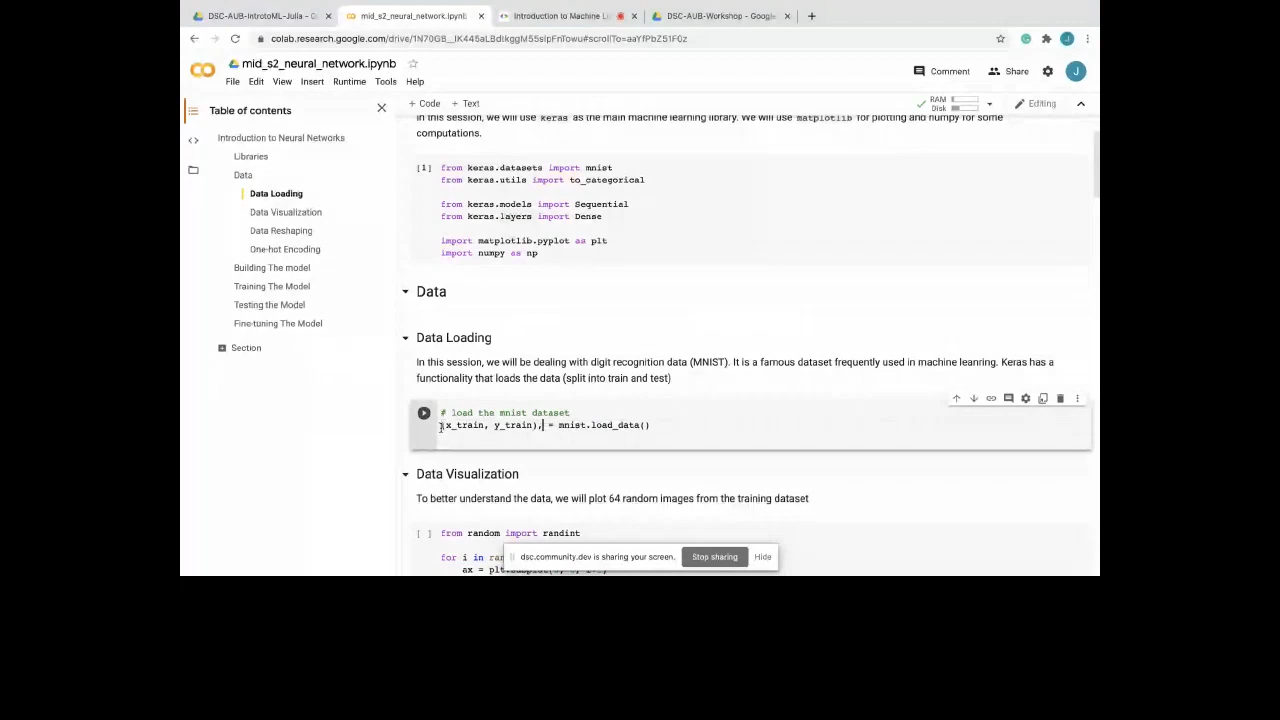 DSC-AUB-IntrotoML-Julia - C
mid_s2_neural_network.ipynb
Introduction to Machine Le
DSC-AUB-Workshop - Google
mid_s2_neural_network.ipynb
File Edit View Insert Runtime Tools Help
Comment
Share
J
Table of contents
+ Code + Text
RAM
Disk
Editing
Introduction to Neural Networks
Libraries
Data
Data Loading
Data Visualization
Data Reshaping
One-hot Encoding
Building The model
Training The Model
Testing the Model
Fine-tuning The Model
Section
In this session, we will use keras as the main machine learning library. We will use matplotlib for plotting and numpy for some
computations.
[1] from keras.datasets import mnist
from keras.utils import to_categorical
from keras.models import Sequential
from keras.layers import Dense
import matplotlib.pyplot as plt
import numpy as np
Data
Data Loading
In this session, we will be dealing with digit recognition data (MNIST). It is a famous dataset frequently used in machine leanring. Keras has a
functionality that loads the data (split into train and test)
# load the mnist dataset
(x_train, y_train), = mnist.load_data()
Data Visualization
To better understand the data, we will plot 64 random images from the training dataset
[ ] from random import randint
for i in
dsc.community.dev is sharing your screen. Stop sharing Hide